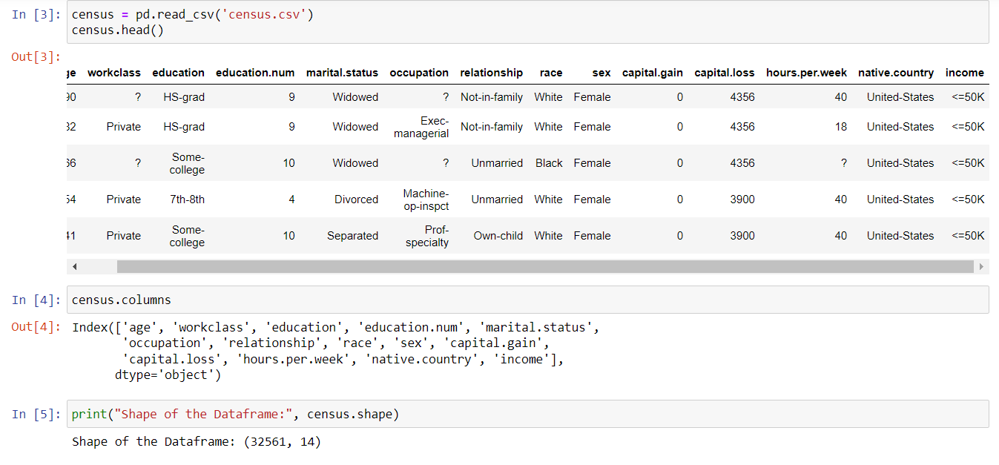 In [3]: census = pd.read_csv('census.csv')
census.head()
Out[3]:
ge workclass education education.num marital.status occupation relationship race sex capital.gain capital.loss hours.per.week native.country income
90 ? HS-grad 9 Widowed ? Not-in-family White Female 0 4356 40 United-States <=50K
32 Private HS-grad 9 Widowed Exec-
managerial Not-in-family White Female 0 4356 18 United-States <=50K
66 ? Some-
college 10 Widowed ? Unmarried Black Female 0 4356 ? United-States <=50K
54 Private 7th-8th 4 Divorced Machine-
op-inspct Unmarried White Female 0 3900 40 United-States <=50K
41 Private Some-
college 10 Separated Prof-
specialty Own-child White Female 0 3900 40 United-States <=50K
In [4]: census.columns
Out[4]: Index(['age', 'workclass', 'education', 'education.num', 'marital.status',
'occupation', 'relationship', 'race', 'sex', 'capital.gain',
'capital.loss', 'hours.per.week', 'native.country', 'income'],
dtype='object')
In [5]: print("Shape of the Dataframe:", census.shape)
Shape of the Dataframe: (32561, 14)